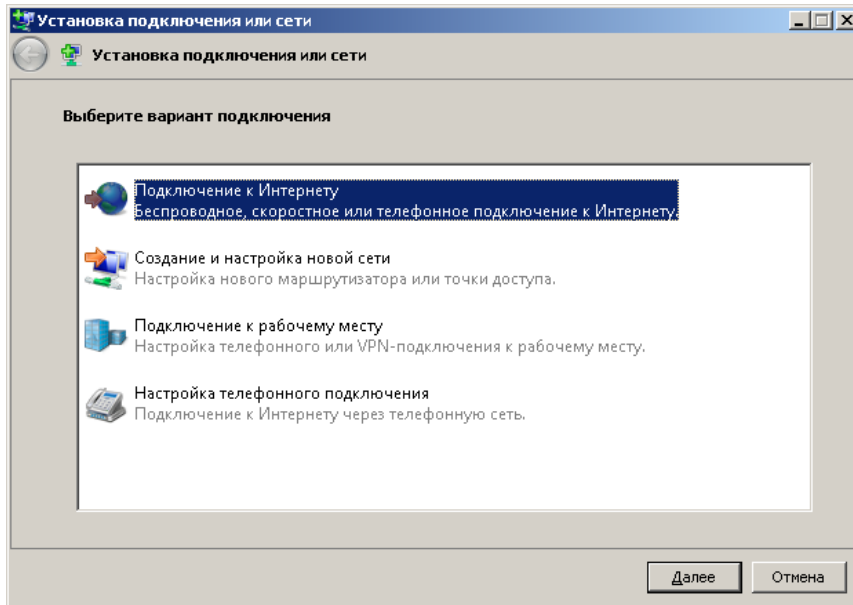 Установка подключения или сети
Установка подключения или сети
Выберите вариант подключения
Подключение к Интернету
Беспроводное, скоростное или телефонное подключение к Интернету.
Создание и настройка новой сети
Настройка нового маршрутизатора или точки доступа.
Подключение к рабочему месту
Настройка телефонного или VPN-подключения к рабочему месту.
Настройка телефонного подключения
Подключение к Интернету через телефонную сеть.
Далее Отмена